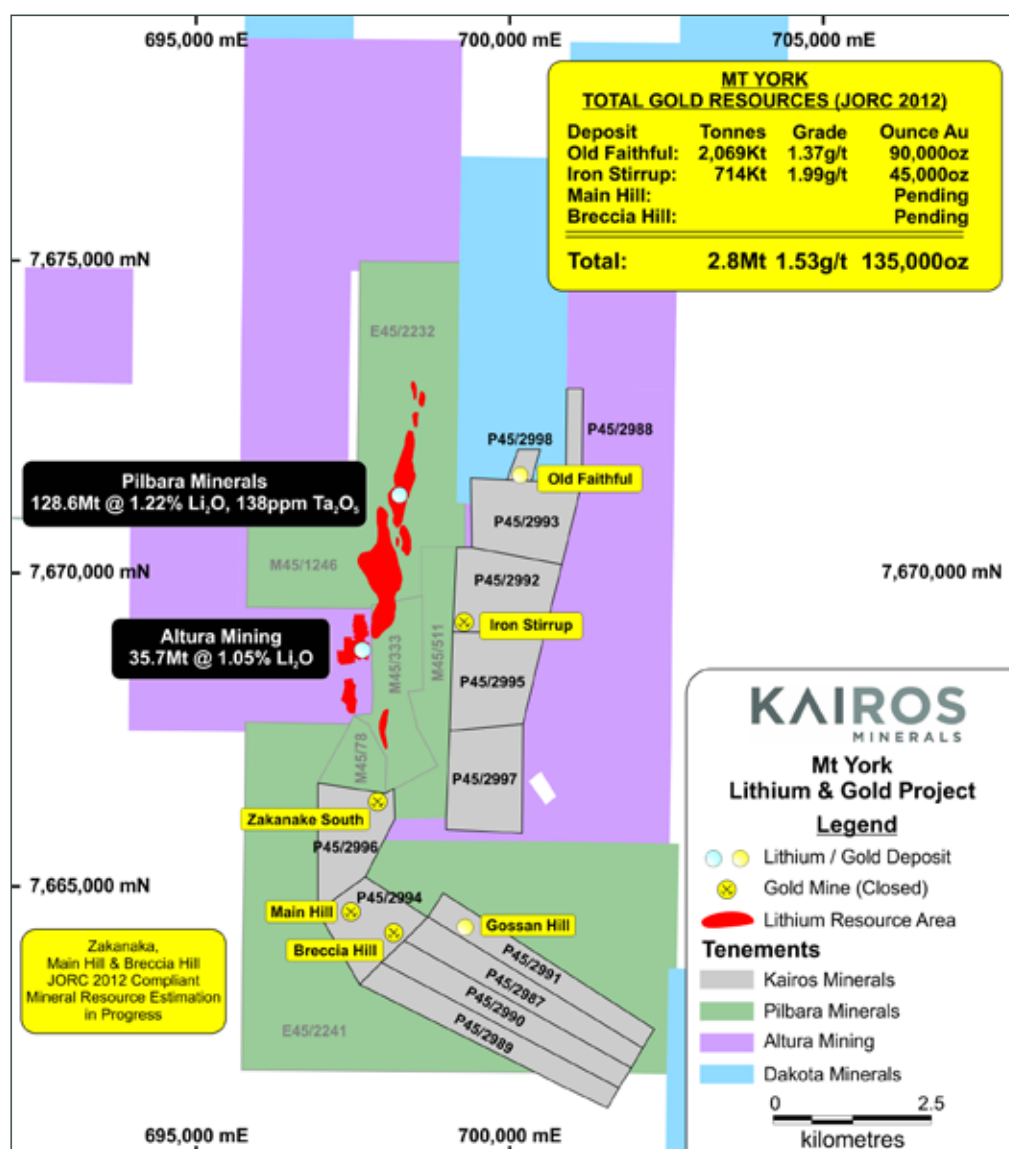 695,000 mE
700,000 mE
705,000 mE
MT YORK
TOTAL GOLD RESOURCES (JORC 2012)
Deposit Tonnes Grade Ounce Au
Old Faithful: 2,069Kt 1.37g/t 90,000oz
Iron Stirrup: 714Kt 1.99g/t 45,000oz
Main Hill: Pending
Breccia Hill: Pending
Total: 2.8Mt 1.53g/t 135,000oz
7,675,000 mN
E45/2232
P45/2988
P45/2998
Old Faithful
Pilbara Minerals
128.6Mt @ 1.22% Li₂O, 138ppm Ta₂O₅
P45/2993
M45/1246
P45/2992
7,670,000 mN
7,670,000 mN
Iron Stirrup
Altura Mining
35.7Mt @ 1.05% Li₂O
M45/333
M45/511
P45/2995
M45/78
P45/2997
Zakanake South
P45/2996
7,665,000 mN
P45/2994
Main Hill
Breccia Hill
Gossan Hill
P45/2991
P45/2987
P45/2990
P45/2989
Zakanaka,
Main Hill & Breccia Hill
JORC 2012 Compliant
Mineral Resource Estimation
in Progress
E45/2241
KAIROS
MINERALS
Mt York
Lithium & Gold Project
Legend
Lithium / Gold Deposit
Gold Mine (Closed)
Lithium Resource Area
Tenements
Kairos Minerals
Pilbara Minerals
Altura Mining
Dakota Minerals
0 2.5
kilometres
695,000 mE
700,000 mE